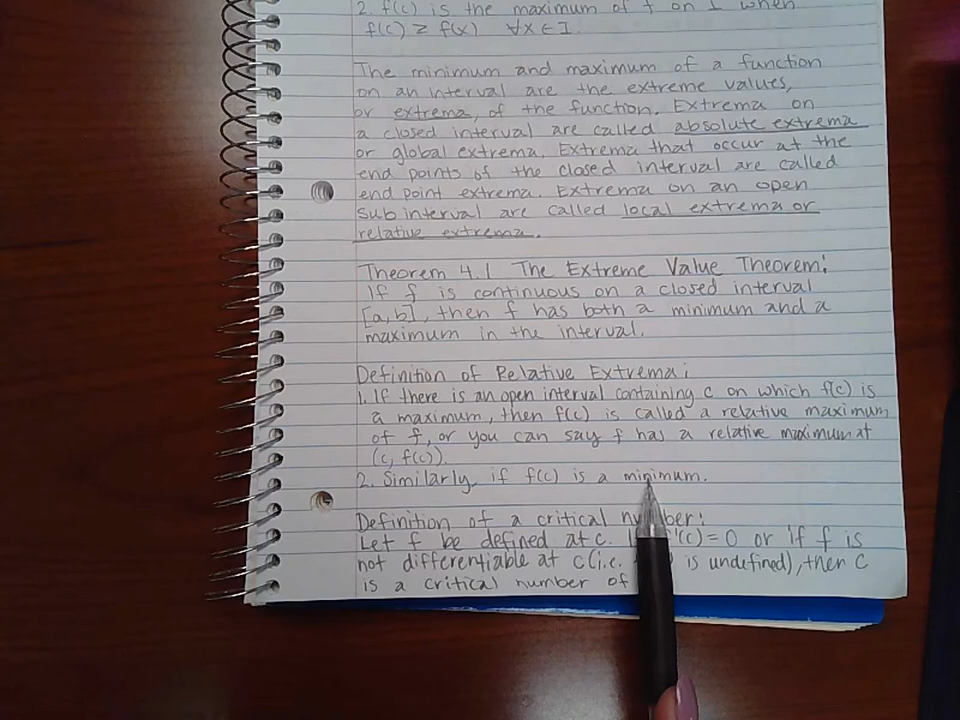 2. f(c) is the maximum of f on I when
f(c) ≥ f(x) ∀x ∈ I.
The minimum and maximum of a function
on an interval are the extreme values,
or extrema, of the function. Extrema on
a closed interval are called absolute extrema
or global extrema. Extrema that occur at the
end points of the closed interval are called
end point extrema. Extrema on an open
subinterval are called local extrema or
relative extrema.
Theorem 4.1 The Extreme Value Theorem:
If f is continuous on a closed interval
[a,b], then f has both a minimum and a
maximum in the interval.
Definition of Relative Extrema:
1. If there is an open interval containing c on which f(c) is
a maximum, then f(c) is called a relative maximum
of f, or you can say f has a relative maximum at
(c, f(c)).
2. Similarly, if f(c) is a minimum.
Definition of a critical number:
Let f be defined at c. (c)=0 or if f is
not differentiable at c (i.e. is undefined), then c
is a critical number of